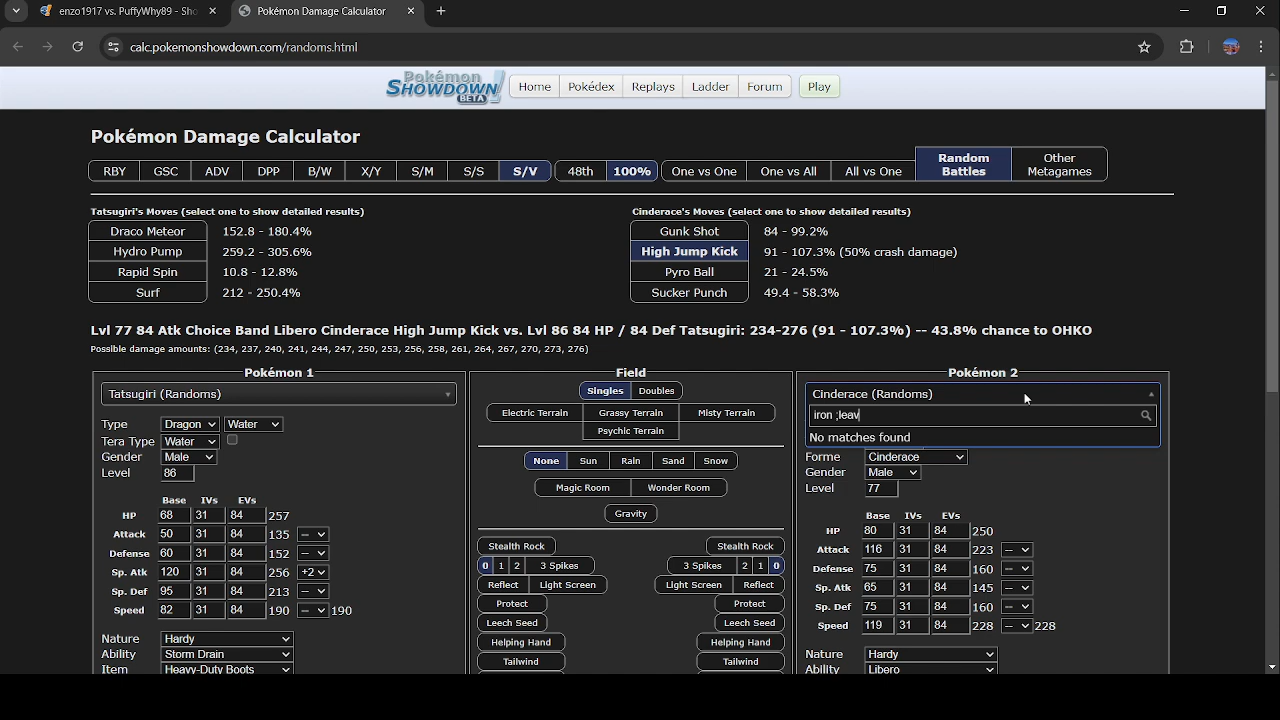 enzo1917 vs. PuffyWhy89 - Sho
Pokémon Damage Calculator
calc.pokemonshowdown.com/randoms.html
Pokémon SHOWDOWN! BETA Home Pokédex Replays Ladder Forum Play
Pokémon Damage Calculator
RBY GSC ADV DPP B/W X/Y S/M S/S S/V 48th 100% One vs One One vs All All vs One Random Battles Other Metagames
Tatsugiri's Moves (select one to show detailed results)
Draco Meteor 152.8 - 180.4%
Hydro Pump 259.2 - 305.6%
Rapid Spin 10.8 - 12.8%
Surf 212 - 250.4%
Cinderace's Moves (select one to show detailed results)
Gunk Shot 84 - 99.2%
High Jump Kick 91 - 107.3% (50% crash damage)
Pyro Ball 21 - 24.5%
Sucker Punch 49.4 - 58.3%
Lvl 77 84 Atk Choice Band Libero Cinderace High Jump Kick vs. Lvl 86 84 HP / 84 Def Tatsugiri: 234-276 (91 - 107.3%) -- 43.8% chance to OHKO
Possible damage amounts: (234, 237, 240, 241, 244, 247, 250, 253, 256, 258, 261, 264, 267, 270, 273, 276)
Pokémon 1
Tatsugiri (Randoms)
Type Dragon Water
Tera Type Water
Gender Male
Level 86
Base IVs EVs
HP 68 31 84 257
Attack 50 31 84 135 --
Defense 60 31 84 152 --
Sp. Atk 120 31 84 256 +2
Sp. Def 95 31 84 213 --
Speed 82 31 84 190 -- 190
Nature Hardy
Ability Storm Drain
Item Heavy-Duty Boots
Field
Singles Doubles
Electric Terrain Grassy Terrain Misty Terrain
Psychic Terrain
None Sun Rain Sand Snow
Magic Room Wonder Room
Gravity
Stealth Rock Stealth Rock
0 1 2 3 Spikes 3 Spikes 2 1 0
Reflect Light Screen Light Screen Reflect
Protect Protect
Leech Seed Leech Seed
Helping Hand Helping Hand
Tailwind Tailwind
Pokémon 2
Cinderace (Randoms)
iron ;leav
No matches found
Forme Cinderace
Gender Male
Level 77
Base IVs EVs
HP 80 31 84 250
Attack 116 31 84 223 --
Defense 75 31 84 160 --
Sp. Atk 65 31 84 145 --
Sp. Def 75 31 84 160 --
Speed 119 31 84 228 -- 228
Nature Hardy
Ability Libero